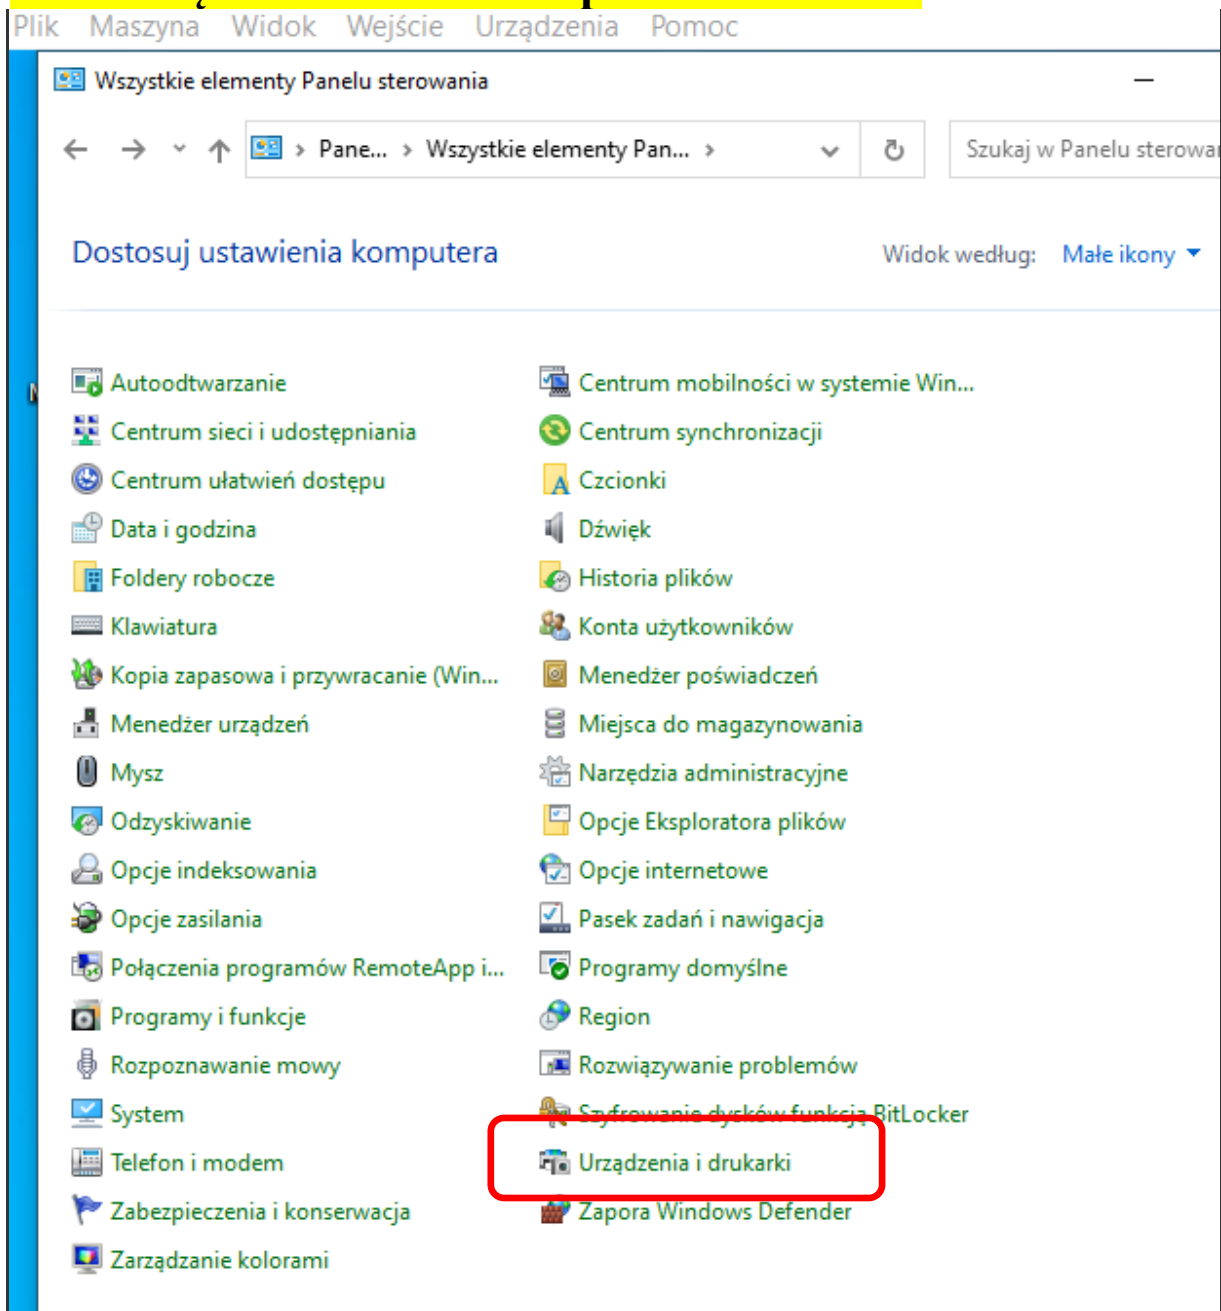 Plik Maszyna Widok Wejście Urządzenia Pomoc
Wszystkie elementy Panelu sterowania
Pane... › Wszystkie elementy Pan... ›
Szukaj w Panelu
Dostosuj ustawienia komputera
Widok według: Małe ikony
Autoodtwarzanie
Centrum mobilności w systemie Win...
Centrum sieci i udostępniania
Centrum synchronizacji
Centrum ułatwień dostępu
Czcionki
Data i godzina
Dźwięk
Foldery robocze
Historia plików
Klawiatura
Konta użytkowników
Kopia zapasowa i przywracanie (Win...
Menedżer poświadczeń
Menedżer urządzeń
Miejsca do magazynowania
Mysz
Narzędzia administracyjne
Odzyskiwanie
Opcje Eksploratora plików
Opcje indeksowania
Opcje internetowe
Opcje zasilania
Pasek zadań i nawigacja
Połączenia programów RemoteApp i...
Programy domyślne
Programy i funkcje
Region
Rozpoznawanie mowy
Rozwiązywanie problemów
System
Szyfrowanie dysków funkcją BitLocker
Telefon i modem
Urządzenia i drukarki
Zabezpieczenia i konserwacja
Zapora Windows Defender
Zarządzanie kolorami